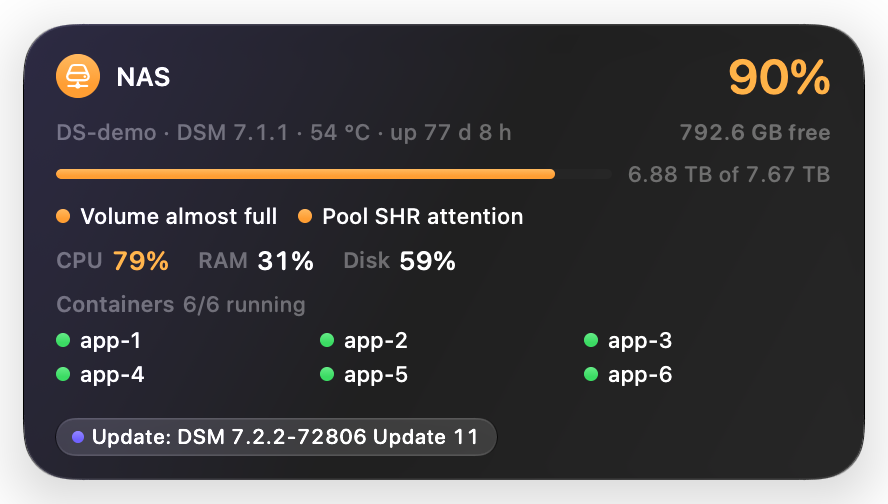 NAS 90%
DS-demo · DSM 7.1.1 · 54 °C · up 77 d 8 h 792.6 GB free
6.88 TB of 7.67 TB
Volume almost full Pool SHR attention
CPU 79% RAM 31% Disk 59%
Containers 6/6 running
app-1 app-2 app-3
app-4 app-5 app-6
Update: DSM 7.2.2-72806 Update 11